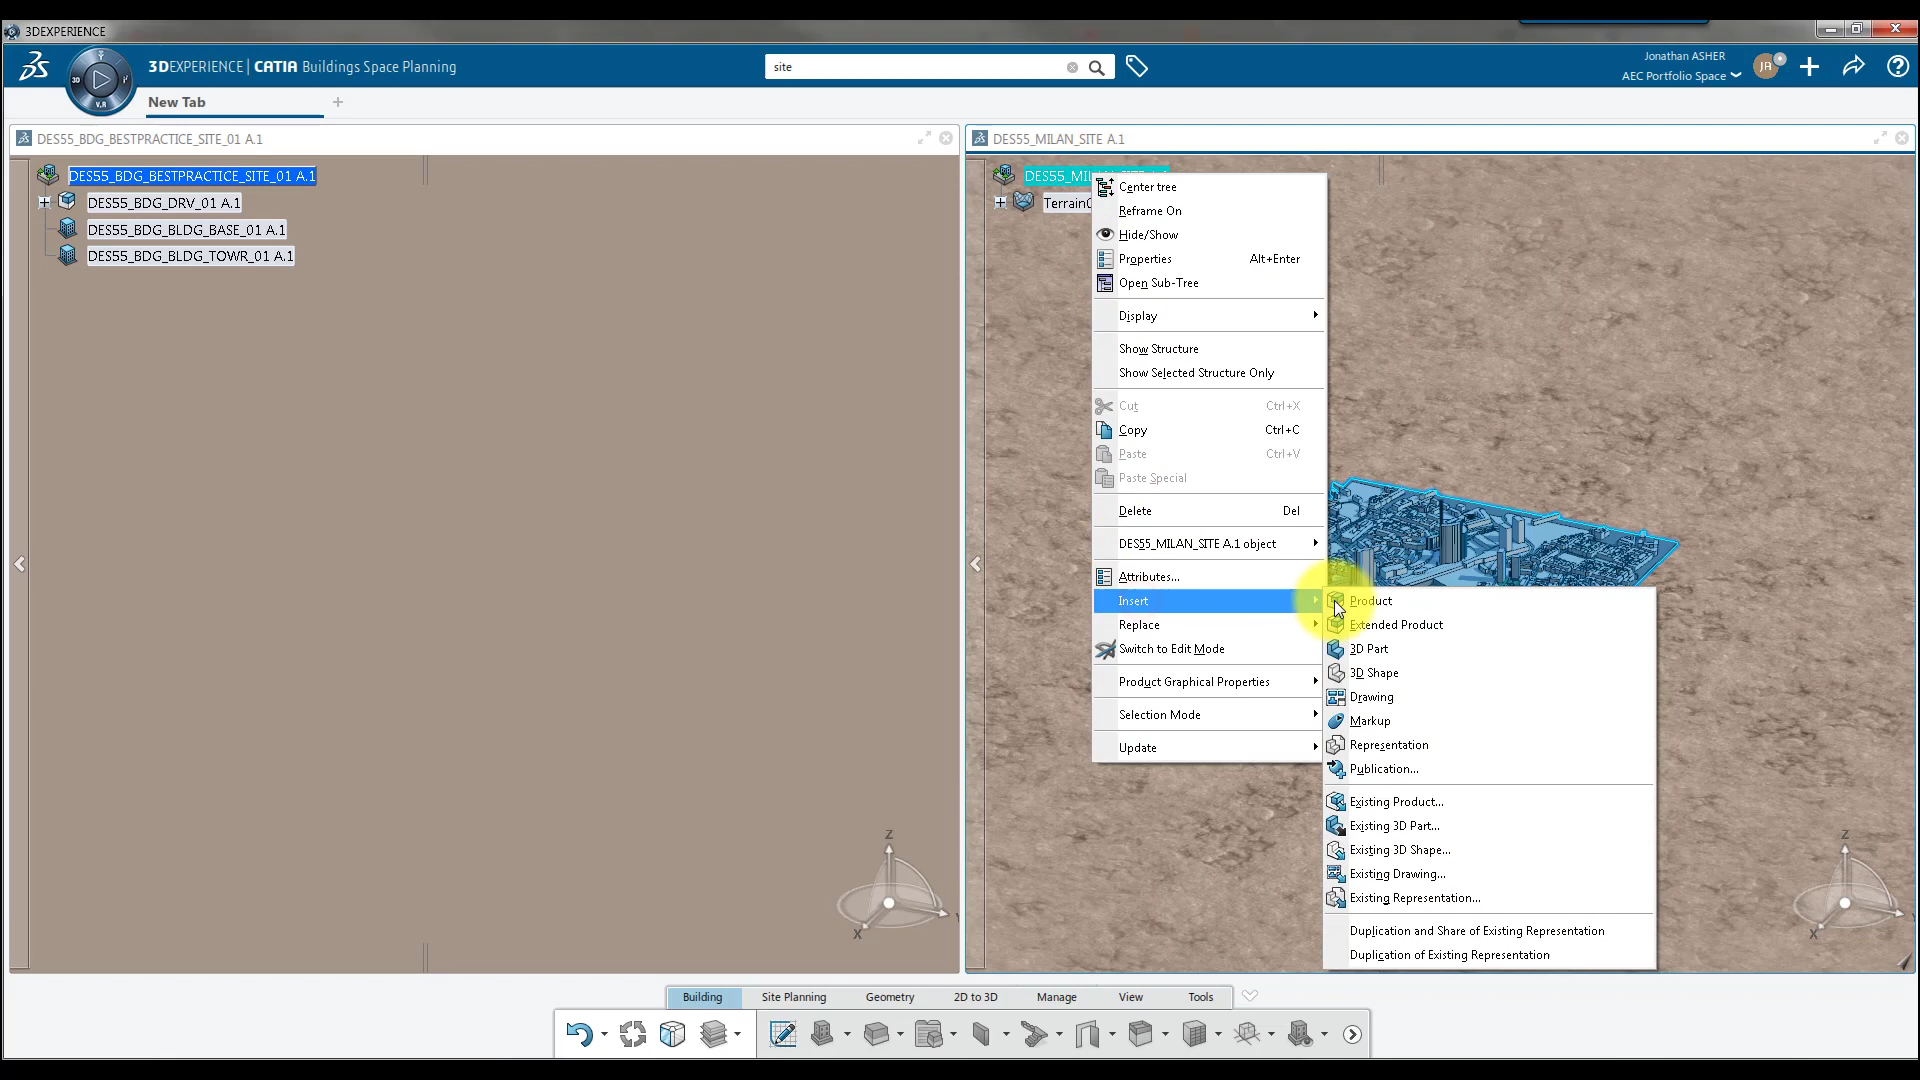 3DEXPERIENCE
3DEXPERIENCE | CATIA Buildings Space Planning
site
Jonathan ASHER
AEC Portfolio Space
JA
3D
V.R
New Tab
DES55_BDG_BESTPRACTICE_SITE_01 A.1
DES55_BDG_BESTPRACTICE_SITE_01 A.1
DES55_BDG_DRV_01 A.1
DES55_BDG_BLDG_BASE_01 A.1
DES55_BDG_BLDG_TOWR_01 A.1
Z
X
DES55_MILAN_SITE A.1
Center tree
Reframe On
Hide/Show
Properties Alt+Enter
Open Sub-Tree
Display
Show Structure
Show Selected Structure Only
Cut Ctrl+X
Copy Ctrl+C
Paste Ctrl+V
Paste Special
Delete Del
DES55_MILAN_SITE A.1 object
Attributes...
Insert
Replace
Switch to Edit Mode
Product Graphical Properties
Selection Mode
Update
Product
Extended Product
3D Part
3D Shape
Drawing
Markup
Representation
Publication...
Existing Product...
Existing 3D Part...
Existing 3D Shape...
Existing Drawing...
Existing Representation...
Duplication and Share of Existing Representation
Duplication of Existing Representation
Z
X
Building Site Planning Geometry 2D to 3D Manage View Tools